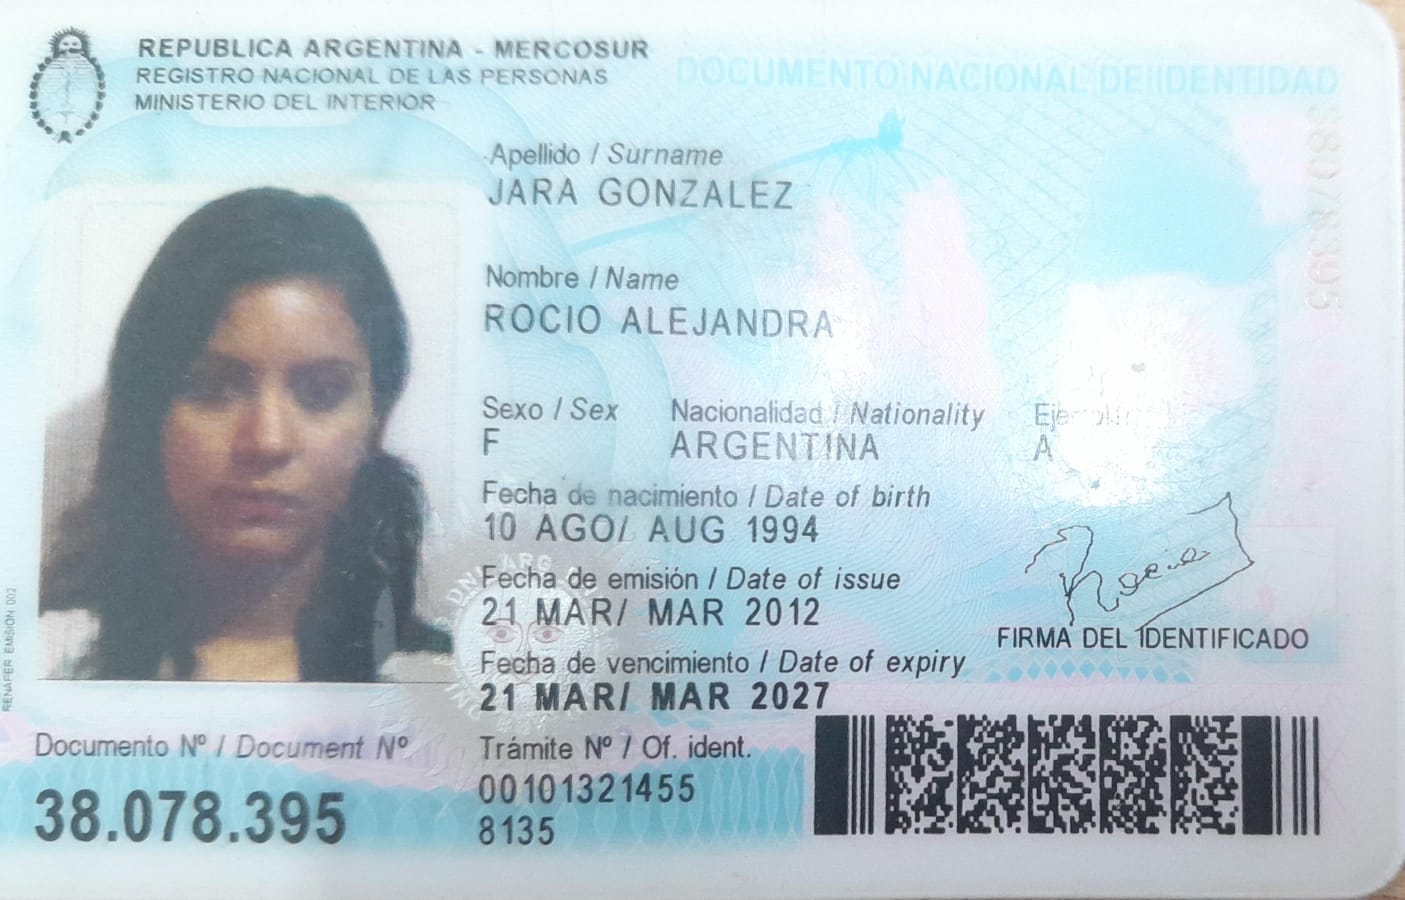 REPUBLICA ARGENTINA - MERCOSUR
REGISTRO NACIONAL DE LAS PERSONAS
MINISTERIO DEL INTERIOR
DOCUMENTO NACIONAL DE IDENTIDAD
38078395
Apellido / Surname
JARA GONZALEZ
Nombre / Name
ROCIO ALEJANDRA
Sexo / Sex Nacionalidad / Nationality
F ARGENTINA A
Fecha de nacimiento / Date of birth
10 AGO/ AUG 1994
Fecha de emisión / Date of issue
21 MAR/ MAR 2012
Fecha de vencimiento / Date of expiry
21 MAR/ MAR 2027
Rocio
FIRMA DEL IDENTIFICADO
RENAPER EMISION 002
Documento Nº / Document Nº
38.078.395
Trámite Nº / Of. ident.
00101321455
8135